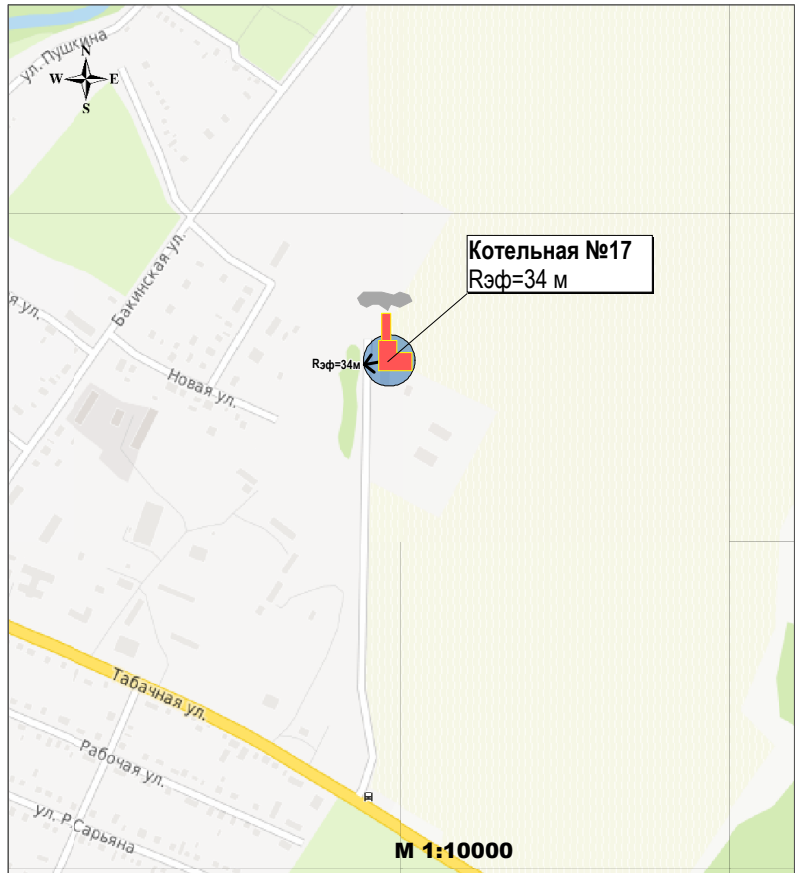 ул. Пушкина
N
W E
S
Бакинская ул.
Котельная №17
Rэф=34 м
я ул.
Rэф=34м
Новая ул.
Табачная ул.
Рабочая ул.
ул. Р.Сарьяна
М 1:10000